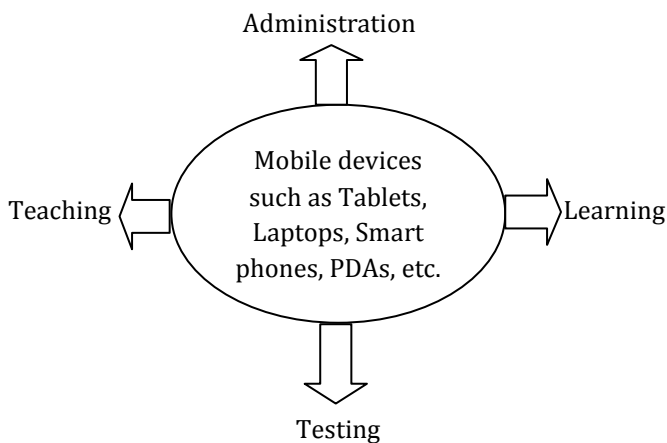 Administration
Mobile devices
such as Tablets,
Laptops, Smart
phones, PDAs, etc.
Teaching
Learning
Testing